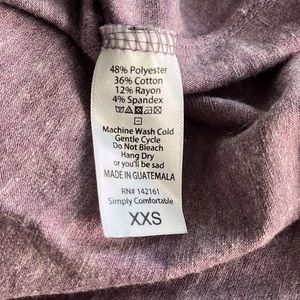 48% Polyester
36% Cotton
12% Rayon
4% Spandex
Machine Wash Cold
Gentle Cycle
Do Not Bleach
Hang Dry
or you'll be sad
MADE IN GUATEMALA
RN# 142161
Simply Comfortable
XXS